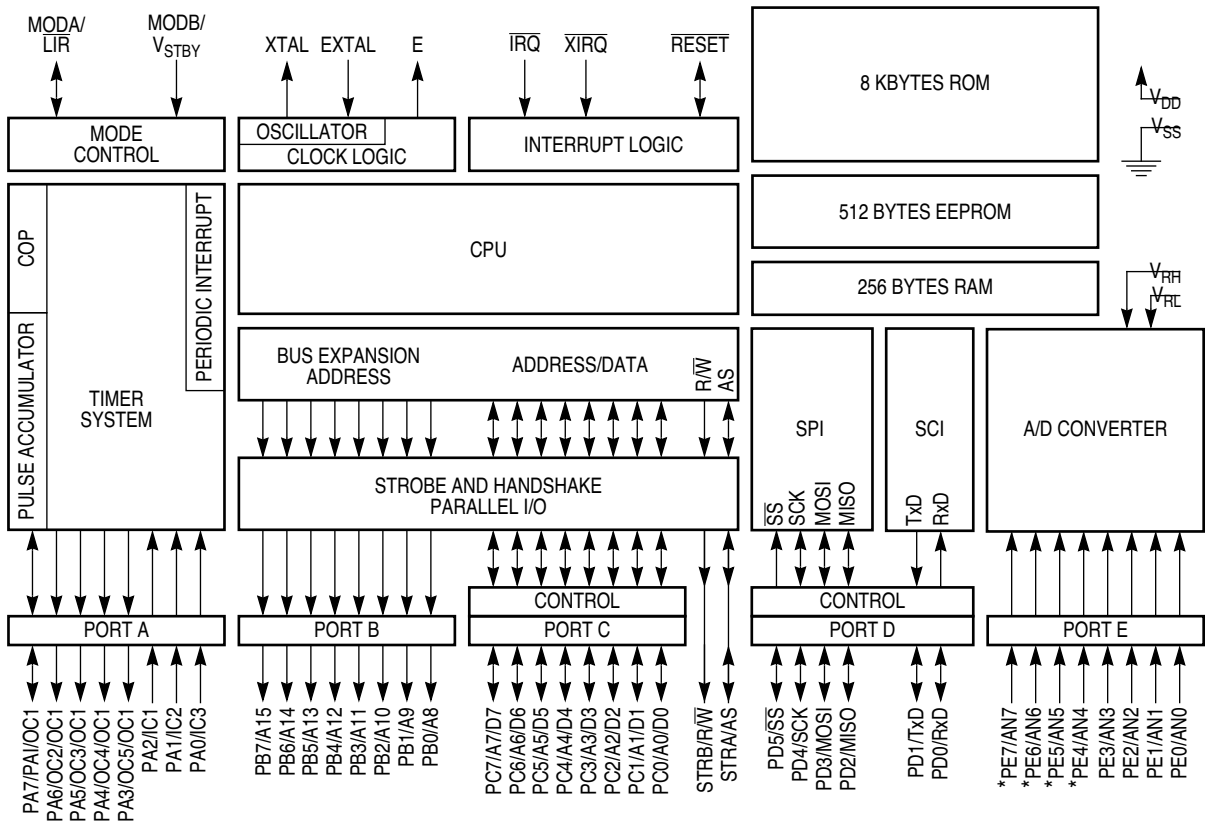 MODA/
LIR
MODB/
VSTBY
XTAL
EXTAL
E
IRQ
XIRQ
RESET
8 KBYTES ROM
VDD
VSS
MODE
CONTROL
OSCILLATOR
CLOCK LOGIC
INTERRUPT LOGIC
COP
PERIODIC INTERRUPT
CPU
512 BYTES EEPROM
256 BYTES RAM
VRH
VRL
PULSE ACCUMULATOR
TIMER
SYSTEM
BUS EXPANSION
ADDRESS
ADDRESS/DATA
R/W
AS
SPI
SCI
A/D CONVERTER
STROBE AND HANDSHAKE
PARALLEL I/O
SS
SCK
MOSI
MISO
TxD
RxD
CONTROL
CONTROL
PORT A
PORT B
PORT C
PORT D
PORT E
PA7/PAI/OC1
PA6/OC2/OC1
PA5/OC3/OC1
PA4/OC4/OC1
PA3/OC5/OC1
PA2/IC1
PA1/IC2
PA0/IC3
PB7/A15
PB6/A14
PB5/A13
PB4/A12
PB3/A11
PB2/A10
PB1/A9
PB0/A8
PC7/A7/D7
PC6/A6/D6
PC5/A5/D5
PC4/A4/D4
PC3/A3/D3
PC2/A2/D2
PC1/A1/D1
PC0/A0/D0
STRB/R/W
STRA/AS
PD5/SS
PD4/SCK
PD3/MOSI
PD2/MISO
PD1/TxD
PD0/RxD
*PE7/AN7
*PE6/AN6
*PE5/AN5
*PE4/AN4
PE3/AN3
PE2/AN2
PE1/AN1
PE0/AN0